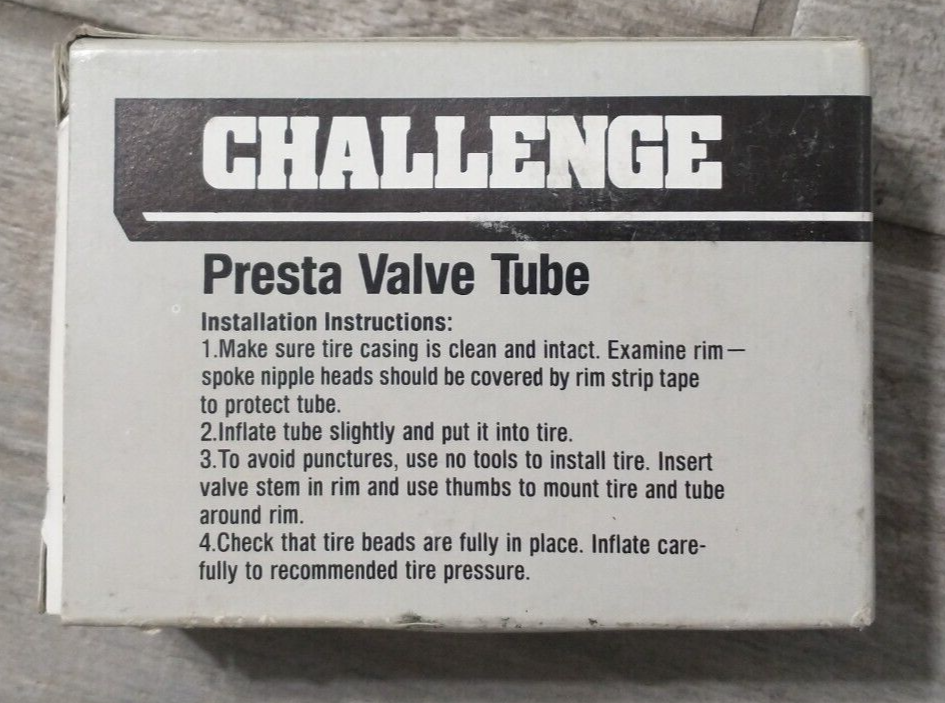 CHALLENGE
Presta Valve Tube
Installation Instructions:
1.Make sure tire casing is clean and intact. Examine rim—
spoke nipple heads should be covered by rim strip tape
to protect tube.
2.Inflate tube slightly and put it into tire.
3.To avoid punctures, use no tools to install tire. Insert
valve stem in rim and use thumbs to mount tire and tube
around rim.
4.Check that tire beads are fully in place. Inflate care-
fully to recommended tire pressure.